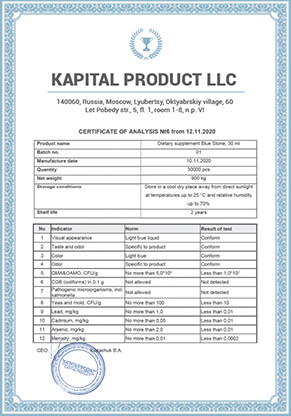 KAPITAL PRODUCT LLC
140060, Russia, Moscow, Lyubertsy, Oktyabrskiy village, 60
Let Pobedy str., 5, fl. 1, room 1-8, n.p. VI
CERTIFICATE OF ANALYSIS №6 from 12.11.2020
Product name Dietary supplement Blue Stone, 30 ml
Batch no. 01
Manufacture date 10.11.2020
Quantity 30000 pcs
Net weight 900 kg
Storage conditions Store in a cool dry place away from direct sunlight
at temperatures up to 25 °C and relative humidity
up to 70%
Shelf life 2 years
No Indicator Norm Result of test
1 Visual appearance Light blue liquid Conform
2 Taste and odor Specific to product Conform
3 Color Light blue Conform
4 Odor Specific to product Conform
5 QMA&OAMO, CFU/g No more than 5,0*10³ Less than 1,0*10²
6 CGB (coliforms) in 0.1 g Not allowed Not detected
7 Pathogenic microorganisms, incl. Not allowed Not detected
salmonella
8 Yeas and mold, CFU/g No more than 100 Less than 10
9 Lead, mg/kg No more than 1,0 Less than 0,01
10 Cadmium, mg/kg No more than 0,05 Less than 0,01
11 Arsenic, mg/kg No more than 2,0 Less than 0,01
12 Mercury, mg/kg No more than 0,01 Less than 0,0002
CEO: B.A.